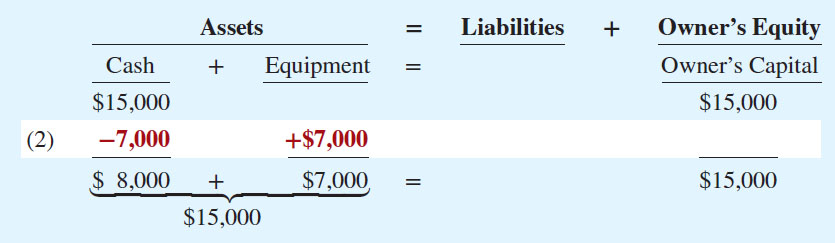 Assets = Liabilities + Owner's Equity
Cash + Equipment = Owner's Capital
$15,000 $15,000
(2) –7,000 +$7,000
$ 8,000 + $7,000 = $15,000
$15,000